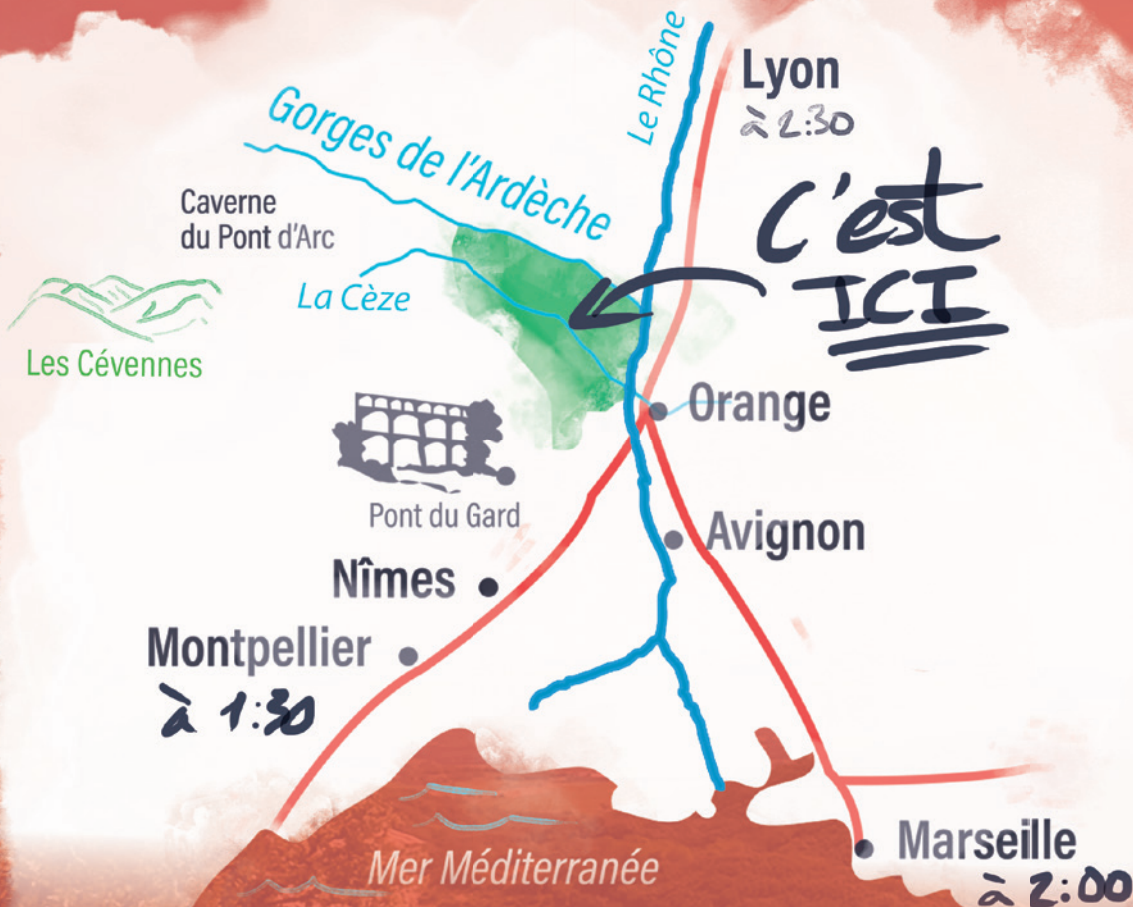 Le Rhône
Lyon
à 2:30
Gorges de l'Ardèche
C'est
ICI
Caverne
du Pont d'Arc
La Cèze
Les Cévennes
Orange
Pont du Gard
Avignon
Nîmes
Montpellier
à 1:30
Marseille
à 2:00
Mer Méditerranée